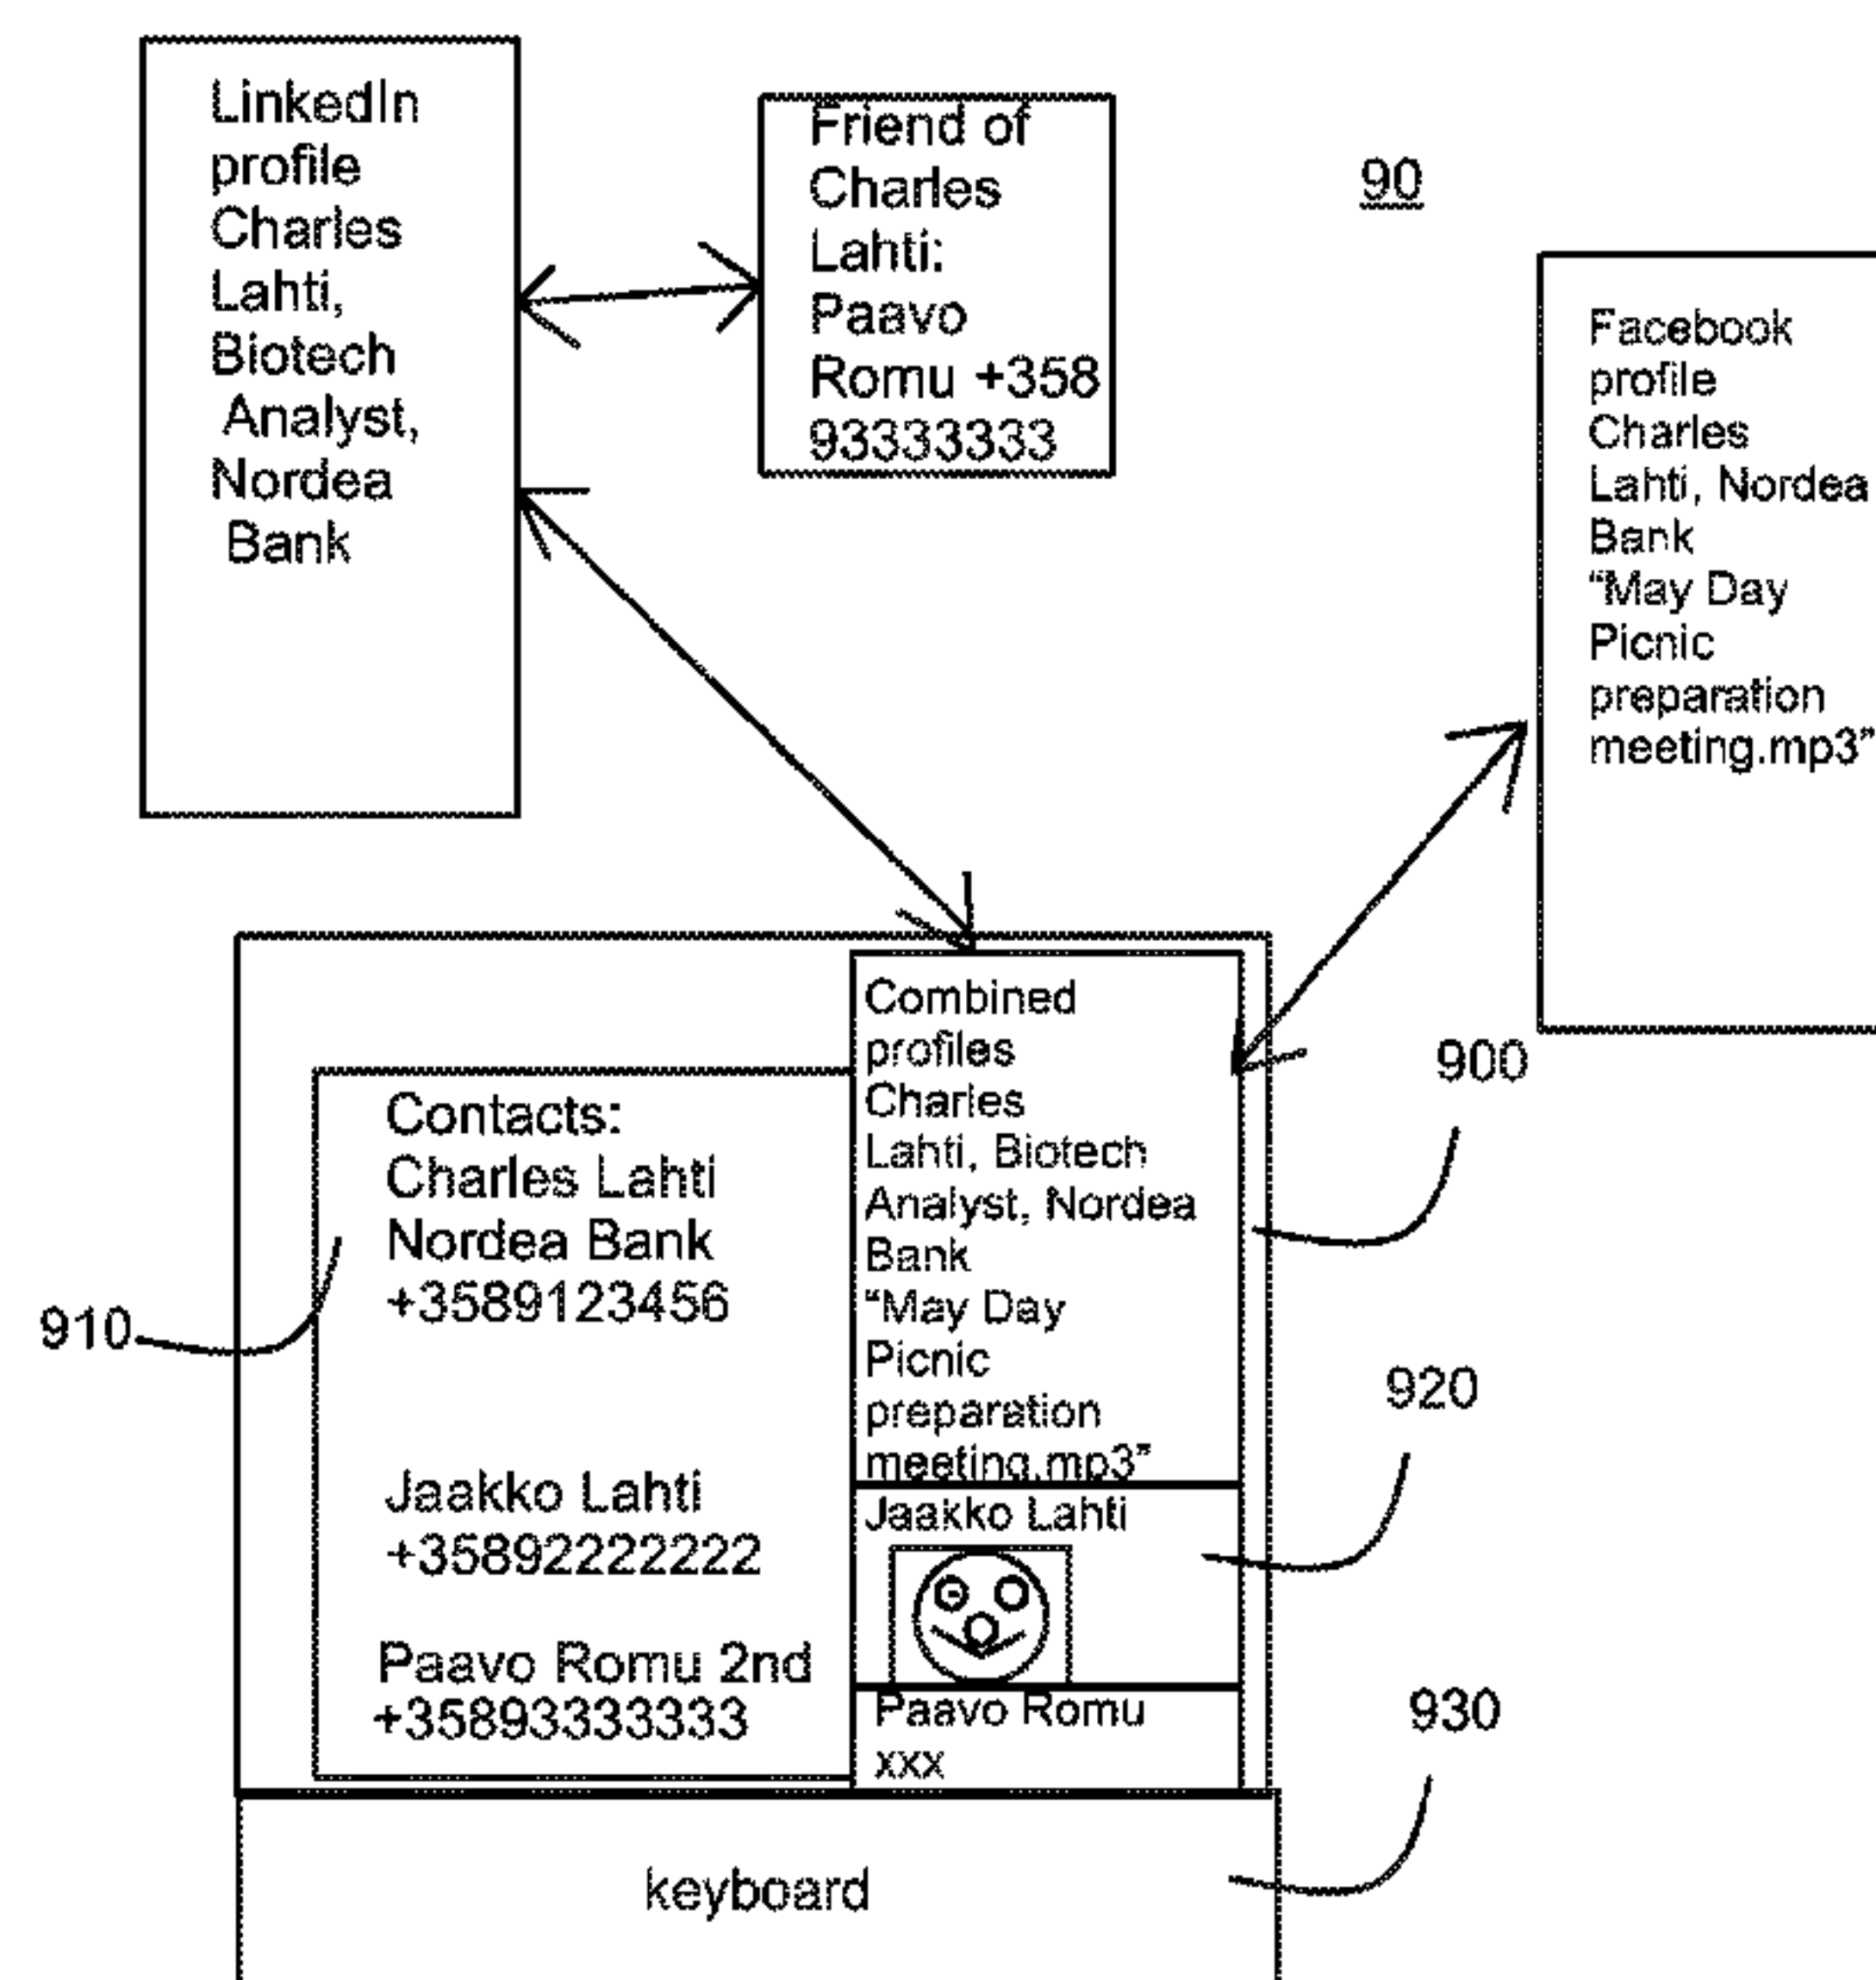 LinkedIn
profile
Charles
Lahti,
Biotech
Analyst,
Nordea
Bank
Friend of
Charles
Lahti:
Paavo
Romu +358
93333333
90
Facebook
profile
Charles
Lahti, Nordea
Bank
“May Day
Picnic
preparation
meeting.mp3”
Contacts:
Charles Lahti
Nordea Bank
+3589123456
Jaakko Lahti
+35892222222
Paavo Romu 2nd
+35893333333
Combined
profiles
Charles
Lahti, Biotech
Analyst, Nordea
Bank
“May Day
Picnic
preparation
meeting.mp3”
Jaakko Lahti
Paavo Romu
xxx
900
910
920
930
keyboard